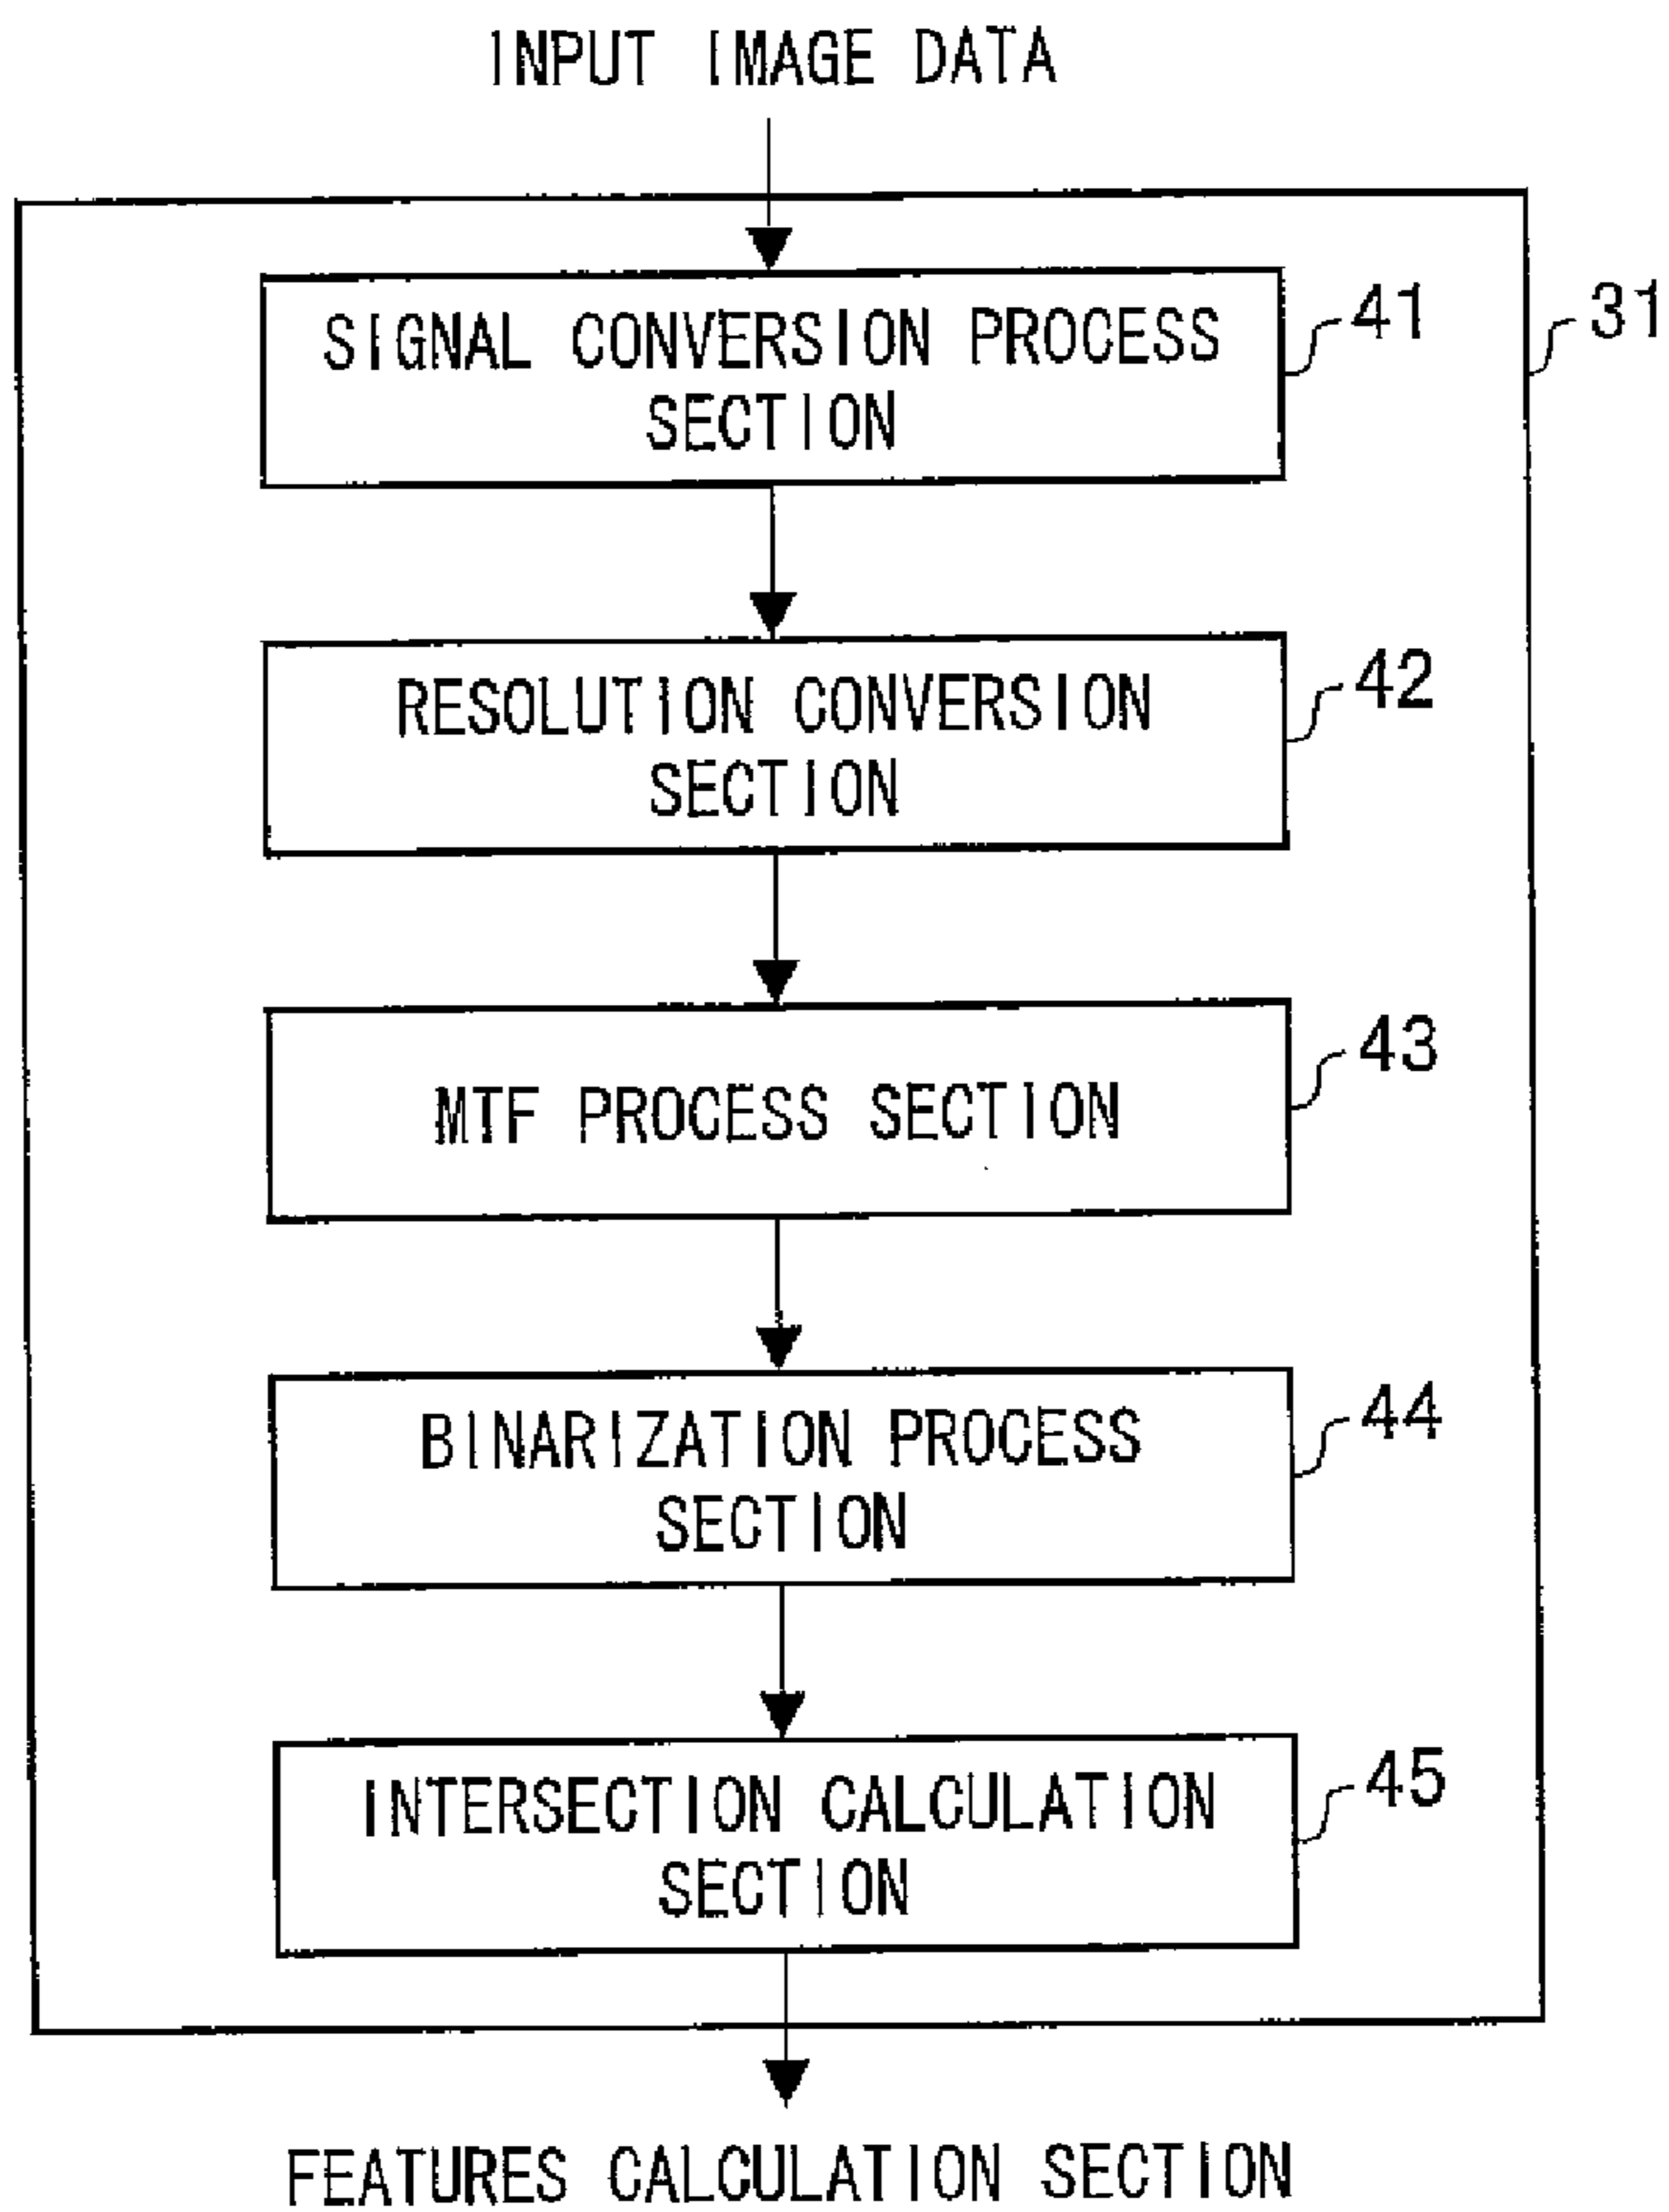 INPUT IMAGE DATA
SIGNAL CONVERSION PROCESS
SECTION
41
31
RESOLUTION CONVERSION
SECTION
42
MTF PROCESS SECTION
43
BINARIZATION PROCESS
SECTION
44
INTERSECTION CALCULATION
SECTION
45
FEATURES CALCULATION SECTION